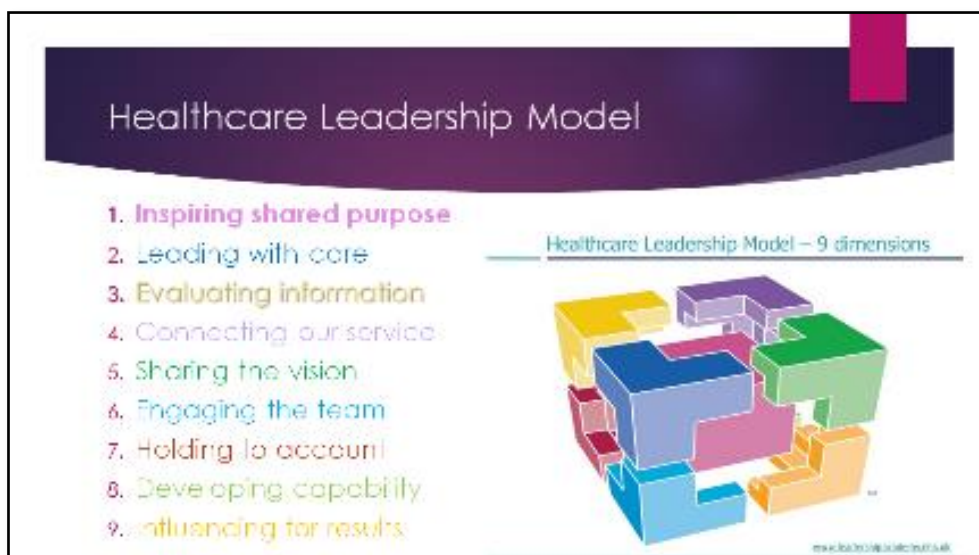 Healthcare Leadership Model
1. Inspiring shared purpose
2. Leading with care
3. Evaluating information
4. Connecting our service
5. Sharing the vision
6. Engaging the team
7. Holding to account
8. Developing capability
9. Influencing for results
Healthcare Leadership Model – 9 dimensions